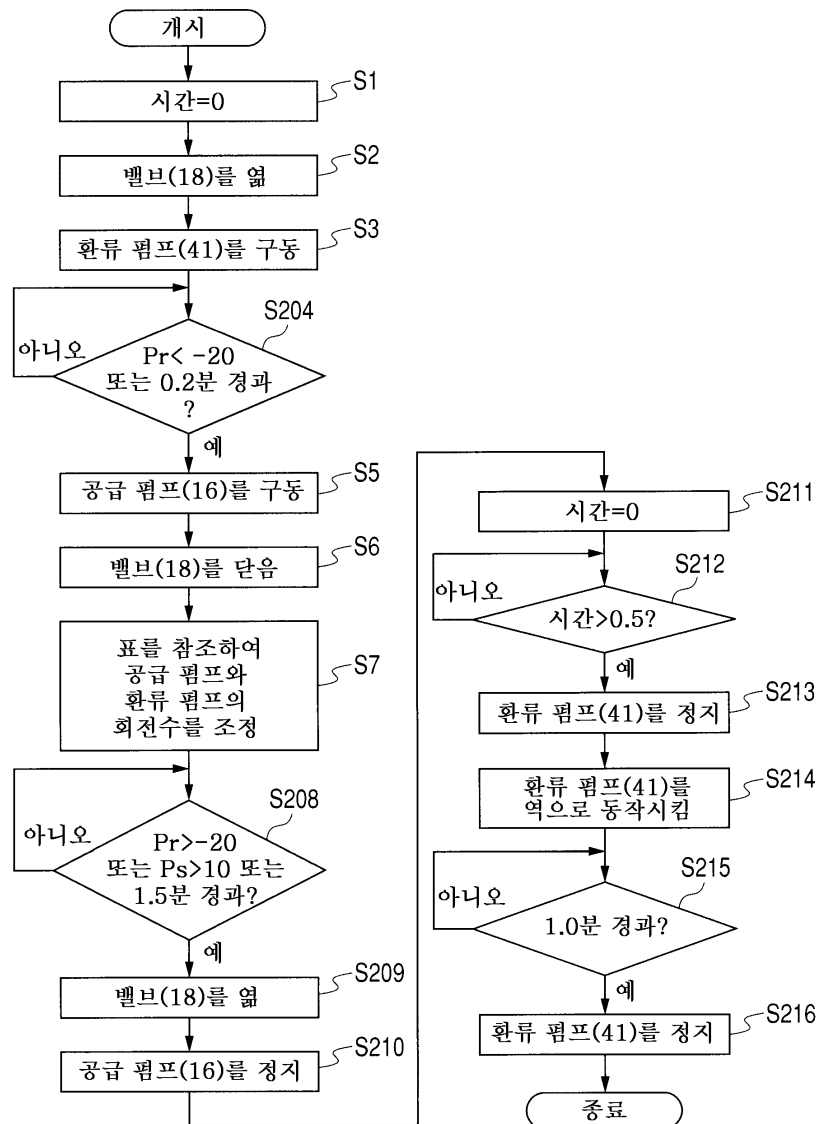 개시
시간=0
S1
밸브(18)를 엶
S2
환류 펌프(41)를 구동
S3
S204
아니오
Pr< -20
또는 0.2분 경과
?
예
공급 펌프(16)를 구동
S5
밸브(18)를 닫음
S6
표를 참조하여
공급 펌프와
환류 펌프의
회전수를 조정
S7
S208
아니오
Pr>-20
또는 Ps>10 또는
1.5분 경과?
예
밸브(18)를 엶
S209
공급 펌프(16)를 정지
S210
시간=0
S211
S212
아니오
시간>0.5?
예
환류 펌프(41)를 정지
S213
환류 펌프(41)를
역으로 동작시킴
S214
S215
아니오
1.0분 경과?
예
환류 펌프(41)를 정지
S216
종료